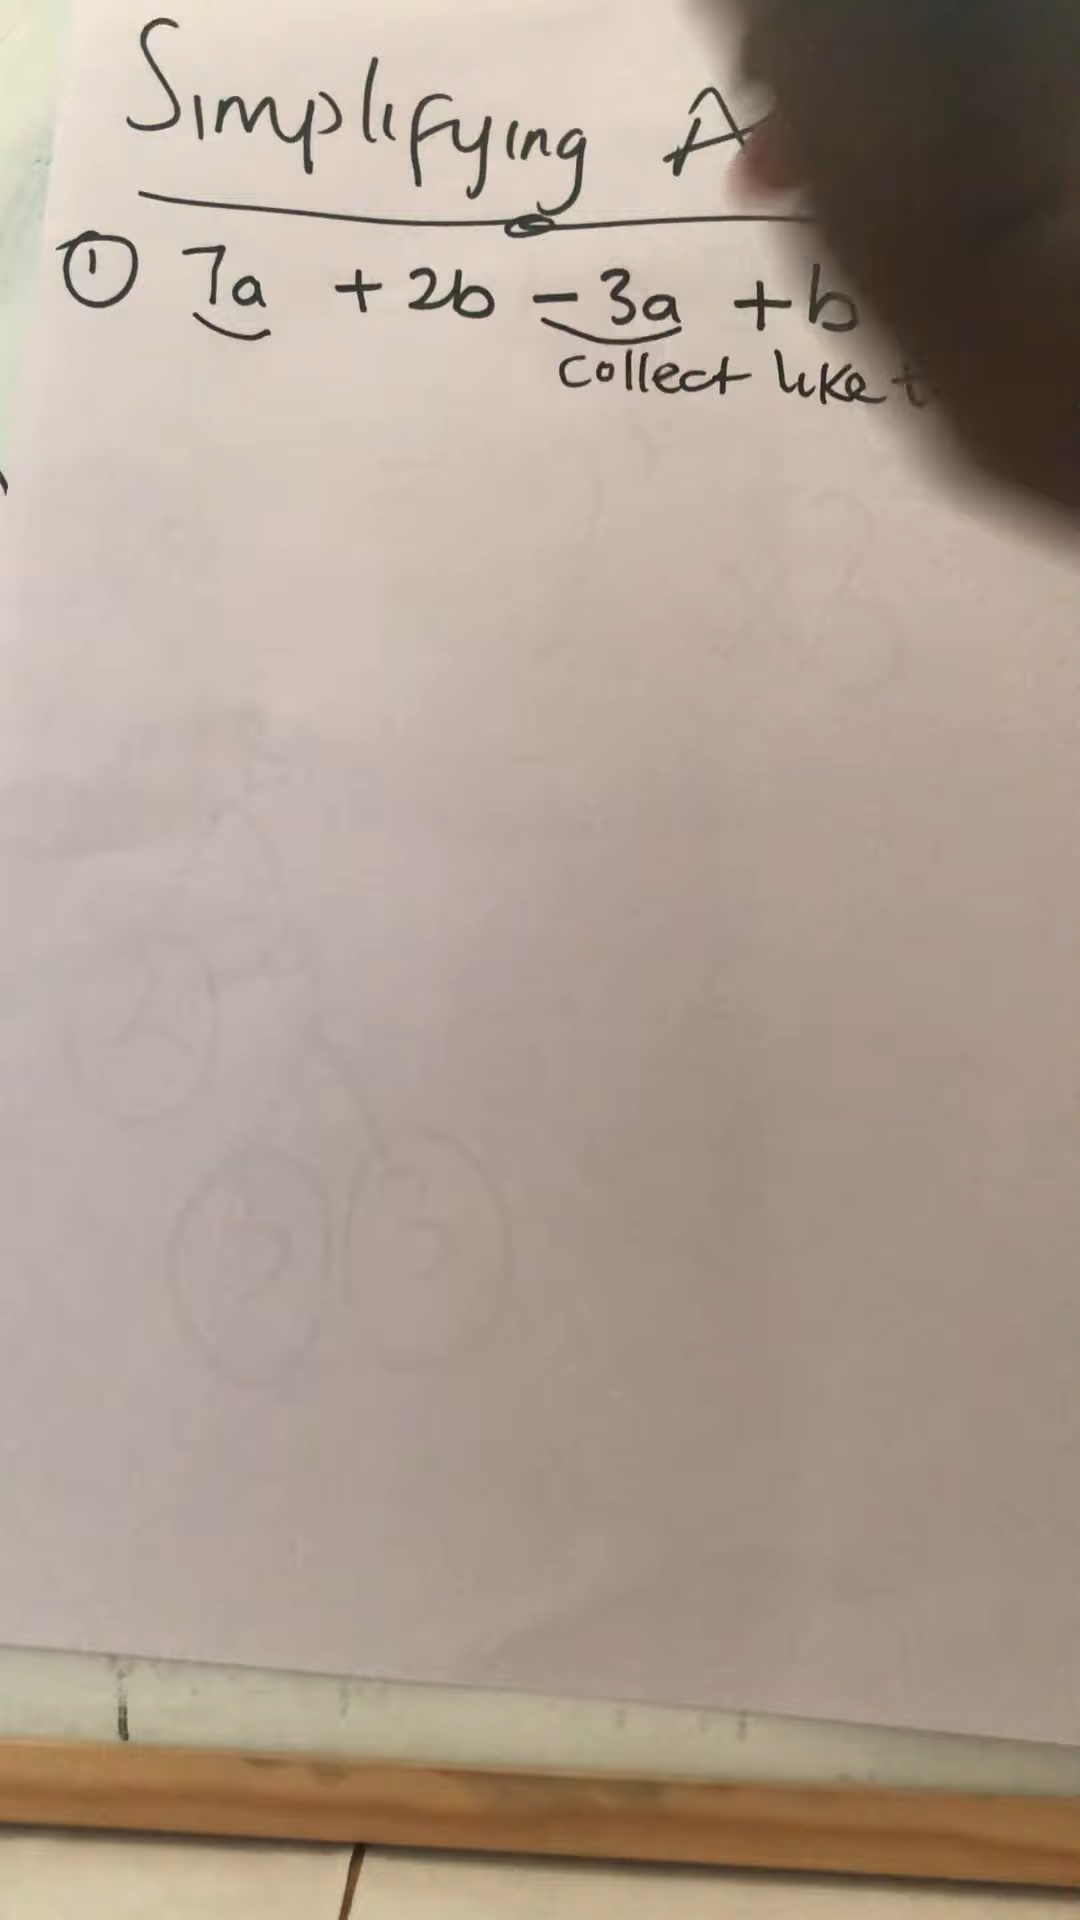 Simplifying A
① 7a + 2b - 3a + b
collect like